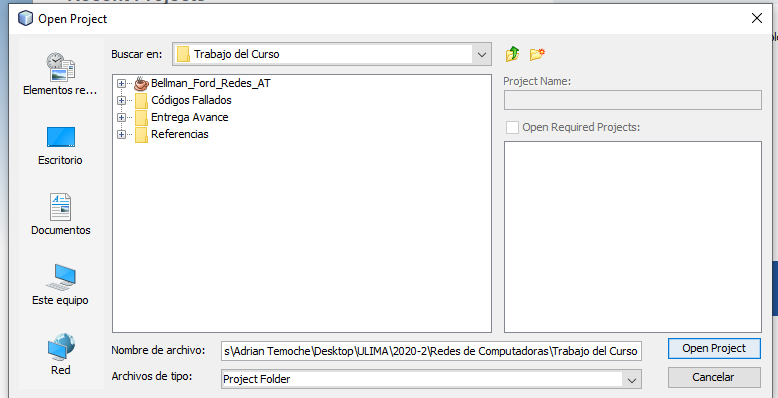 Recent Projects
Open Project
Buscar en: Trabajo del Curso
Elementos re...
Escritorio
Documentos
Este equipo
Red
Bellman_Ford_Redes_AT
Códigos Fallados
Entrega Avance
Referencias
Project Name:
Open Required Projects:
Nombre de archivo: s\Adrian Temoche\Desktop\ULIMA\2020-2\Redes de Computadoras\Trabajo del Curso
Open Project
Archivos de tipo: Project Folder
Cancelar